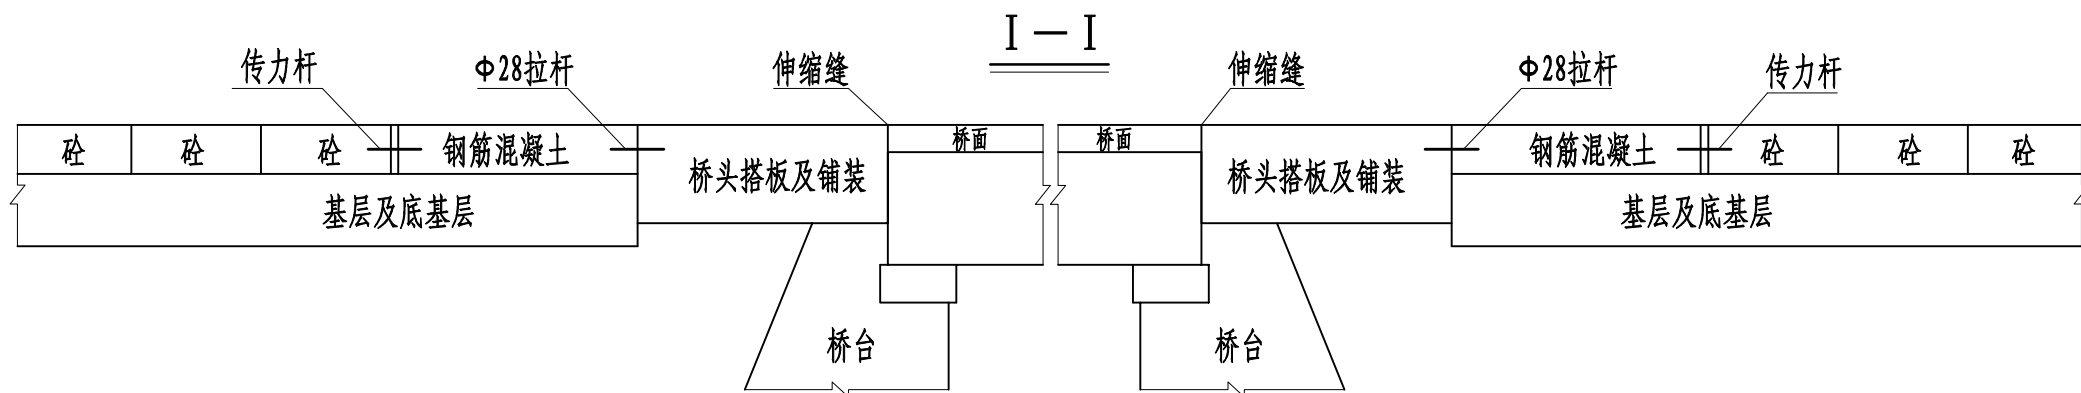 I — I
传力杆
Φ28拉杆
伸缩缝
伸缩缝
Φ28拉杆
传力杆
砼
砼
砼
钢筋混凝土
桥头搭板及铺装
桥面
桥面
桥头搭板及铺装
钢筋混凝土
砼
砼
砼
基层及底基层
基层及底基层
桥台
桥台